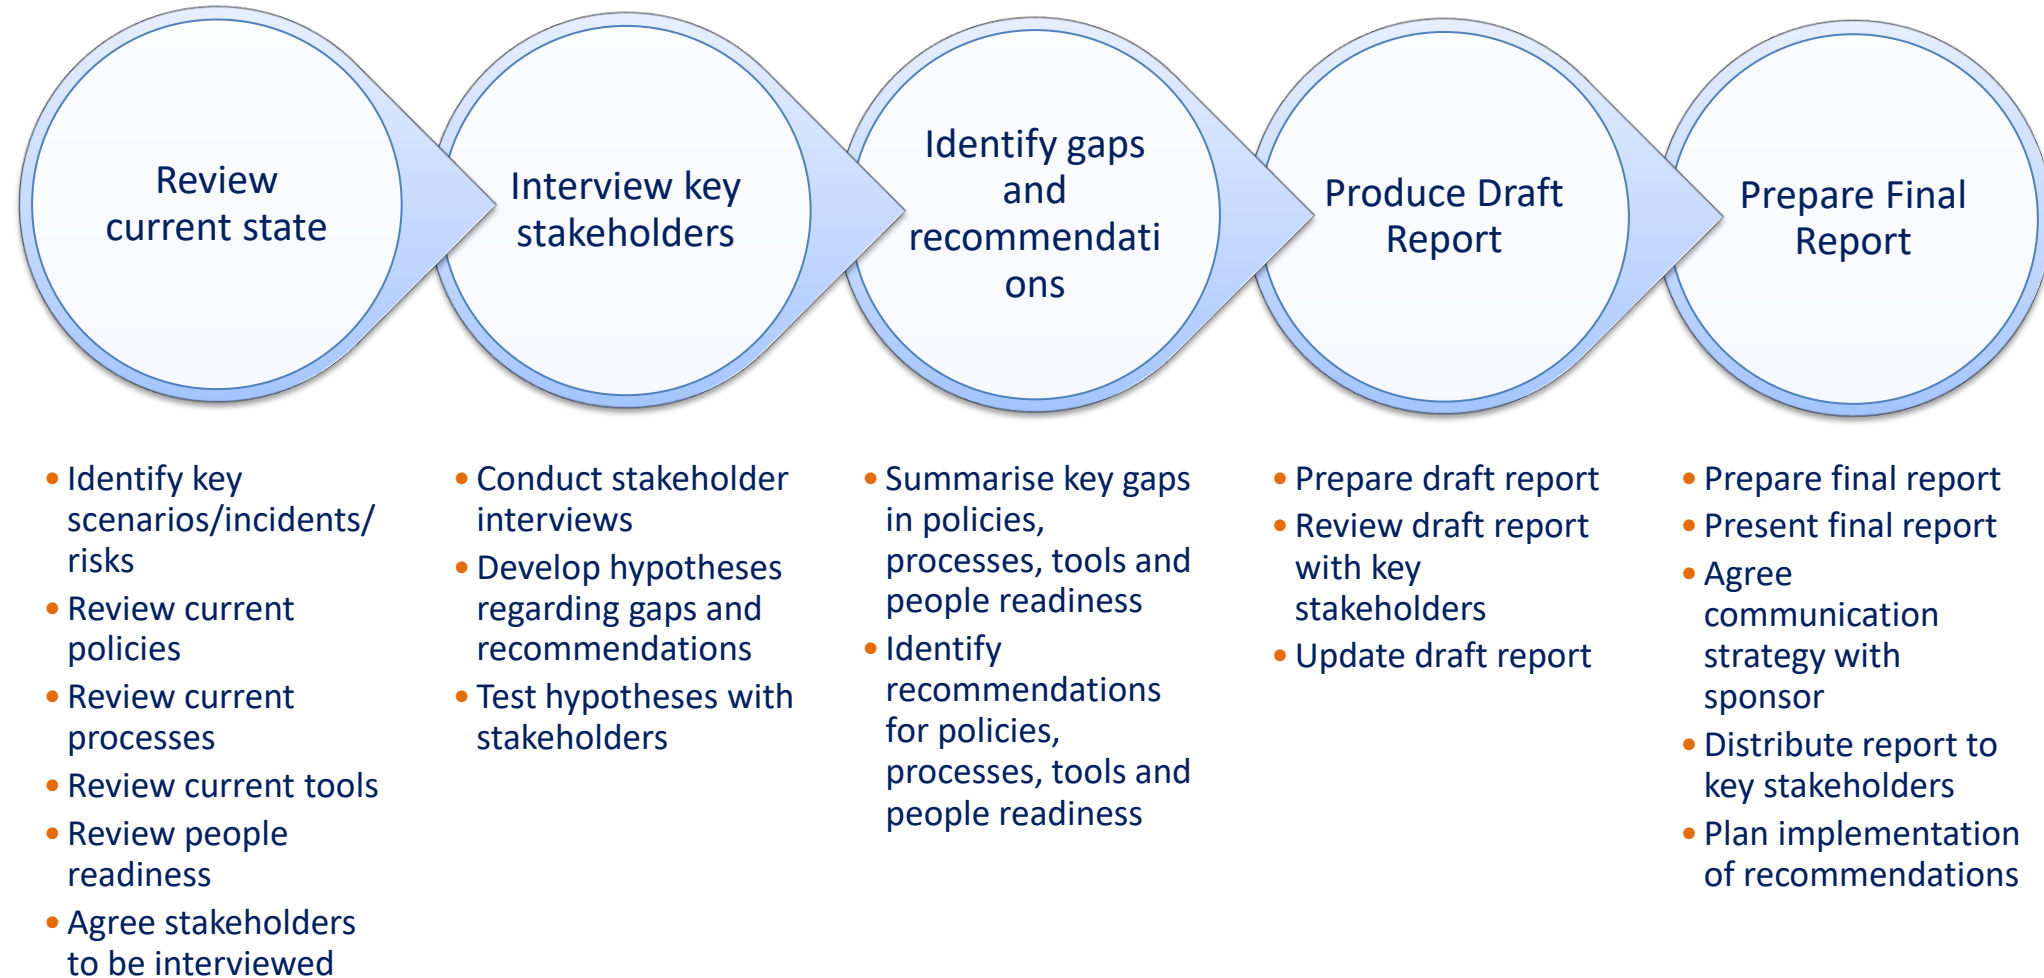 Review
current state
Interview key
stakeholders
Identify gaps
and
recommendati
ons
Produce Draft
Report
Prepare Final
Report
• Identify key
scenarios/incidents/
risks
• Review current
policies
• Review current
processes
• Review current tools
• Review people
readiness
• Agree stakeholders
to be interviewed
• Conduct stakeholder
interviews
• Develop hypotheses
regarding gaps and
recommendations
• Test hypotheses with
stakeholders
• Summarise key gaps
in policies,
processes, tools and
people readiness
• Identify
recommendations
for policies,
processes, tools and
people readiness
• Prepare draft report
• Review draft report
with key
stakeholders
• Update draft report
• Prepare final report
• Present final report
• Agree
communication
strategy with
sponsor
• Distribute report to
key stakeholders
• Plan implementation
of recommendations